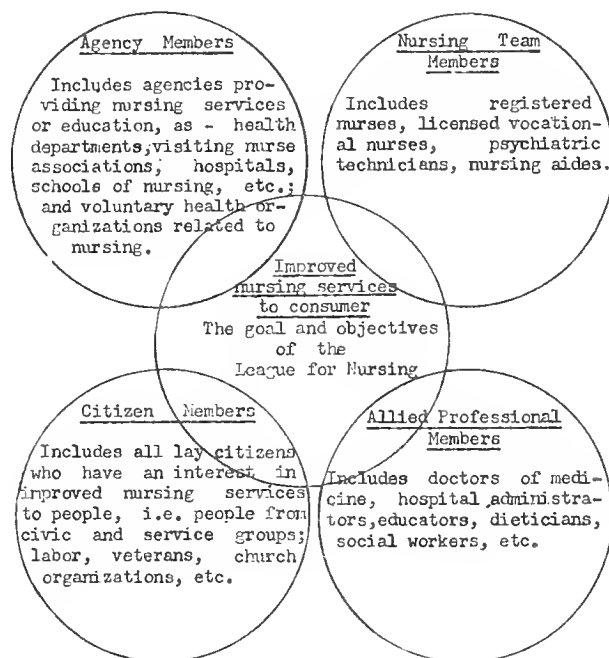 Agency Members
Includes agencies pro-
viding nursing services
or education, as - health
departments, visiting nurse
associations, hospitals,
schools of nursing, etc.;
and voluntary health or-
ganizations related to
nursing.
Nursing Team
Members
Includes registered
nurses, licensed vocation-
al nurses, psychiatric
technicians, nursing aides.
Improved
nursing services
to consumer
The goal and objectives
of the
League for Nursing
Citizen Members
Includes all lay citizens
who have an interest in
improved nursing services
to people, i.e. people from
civic and service groups;
labor, veterans, church
organizations, etc.
Allied Professional
Members
Includes doctors of medi-
cine, hospital administra-
tors, educators, dieticians,
social workers, etc.